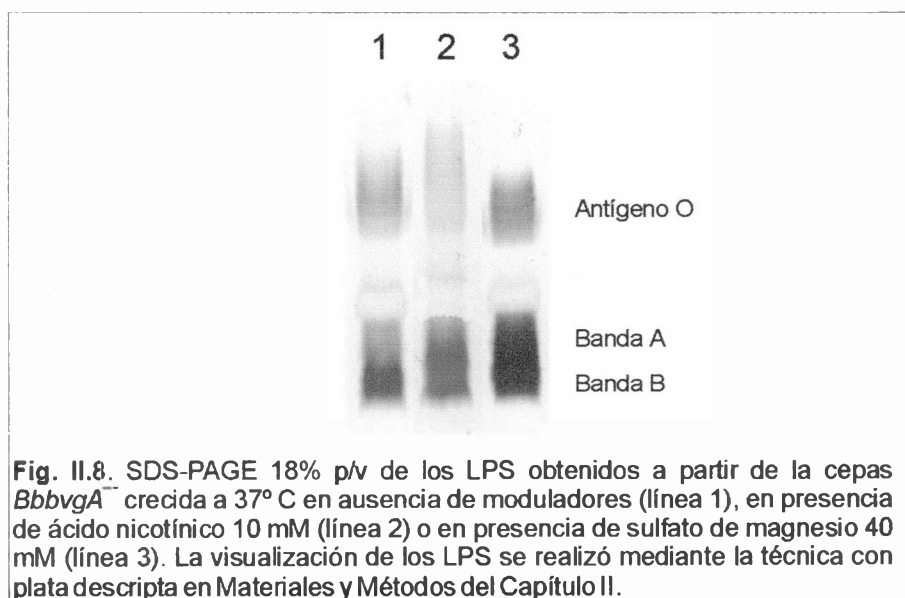 1 2 3
Antígeno O
Banda A
Banda B
Fig. II.8. SDS-PAGE 18% p/v de los LPS obtenidos a partir de la cepas
BbbvgA⁻ crecida a 37º C en ausencia de moduladores (línea 1), en presencia
de ácido nicotínico 10 mM (línea 2) o en presencia de sulfato de magnesio 40
mM (línea 3). La visualización de los LPS se realizó mediante la técnica con
plata descripta en Materiales y Métodos del Capítulo II.